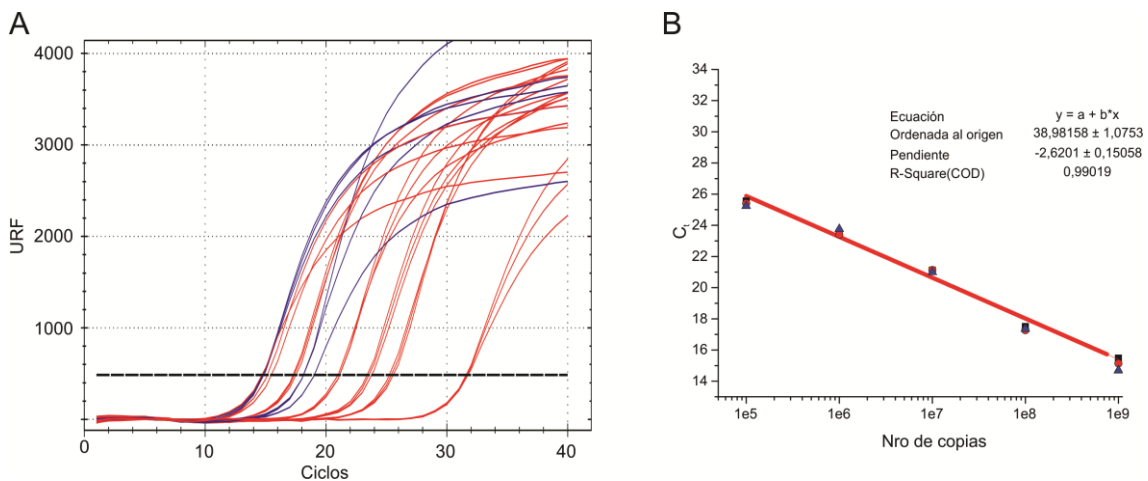 A
4000
3000
2000
1000
0
URF
0
10
20
30
40
Ciclos
B
34
32
30
28
26
24
22
20
18
16
14
Ct
Ecuación y = a + b*x
Ordenada al origen 38,98158 ± 1,0753
Pendiente -2,6201 ± 0,15058
R-Square(COD) 0,99019
1e5
1e6
1e7
1e8
1e9
Nro de copias